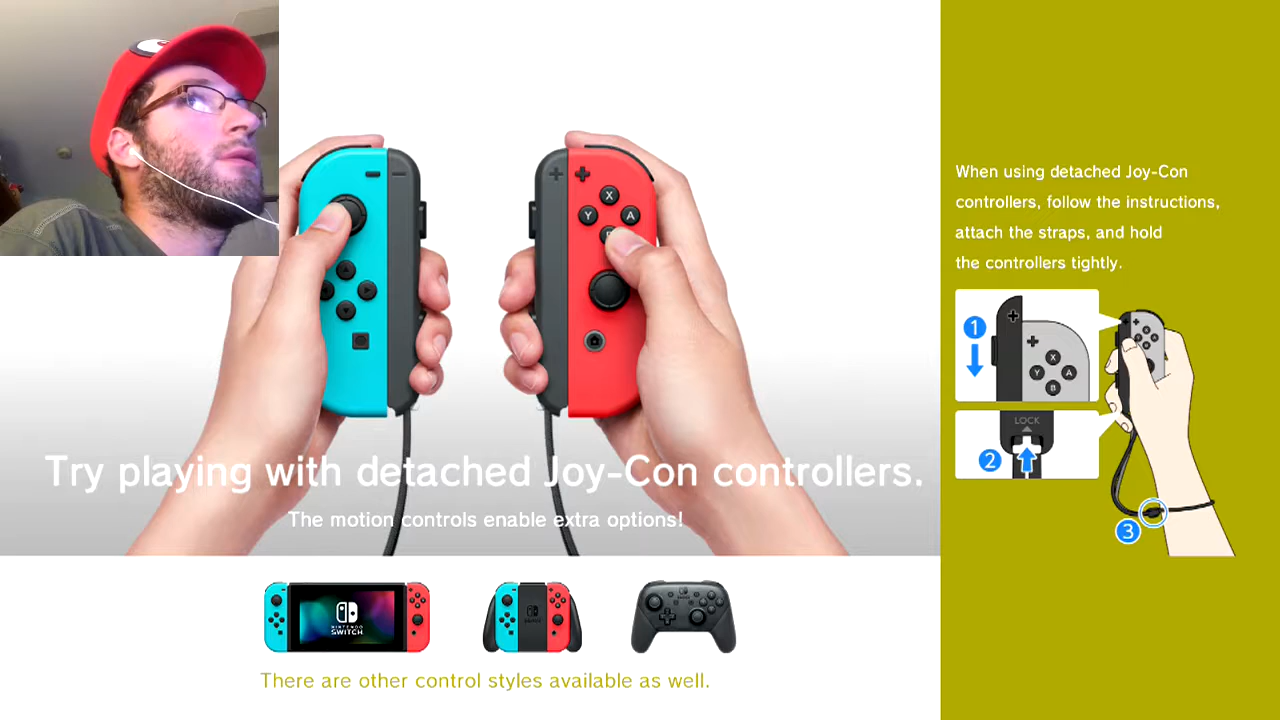 Try playing with detached Joy-Con controllers.
The motion controls enable extra options!
X
Y
A
NINTENDO
SWITCH
There are other control styles available as well.
When using detached Joy-Con
controllers, follow the instructions,
attach the straps, and hold
the controllers tightly.
1
X
Y
A
B
LOCK
2
3